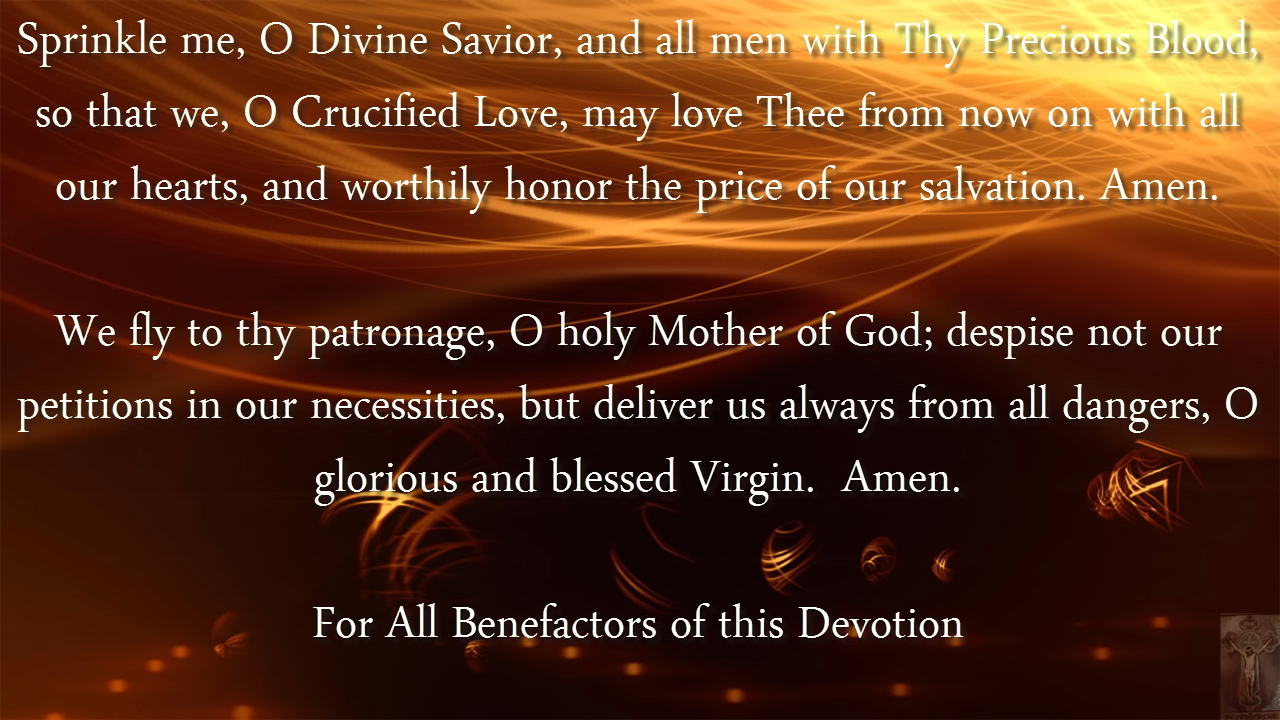 Sprinkle me, O Divine Savior, and all men with Thy Precious Blood,
so that we, O Crucified Love, may love Thee from now on with all
our hearts, and worthily honor the price of our salvation. Amen.
We fly to thy patronage, O holy Mother of God; despise not our
petitions in our necessities, but deliver us always from all dangers, O
glorious and blessed Virgin.  Amen.
For All Benefactors of this Devotion